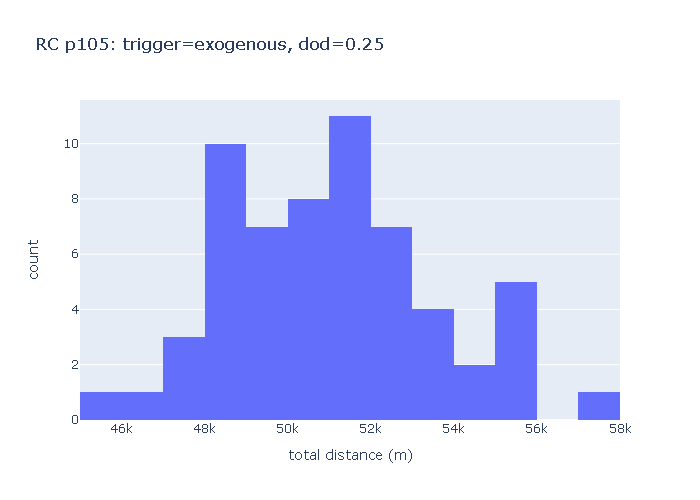 RC p105: trigger=exogenous, dod=0.25
10
8
6
4
2
0
count
46k 48k 50k 52k 54k 56k 58k
total distance (m)